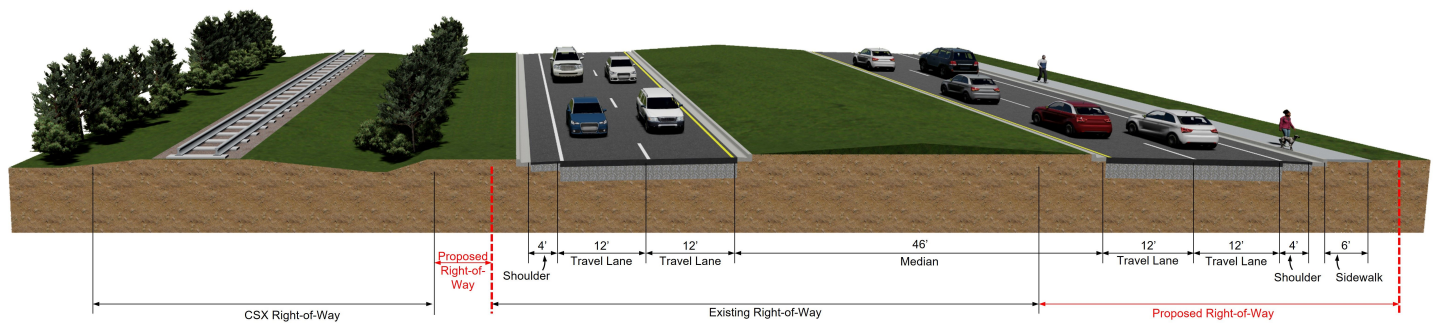 4' 12' 12' 46' 12' 12' 4' 6'
Shoulder Travel Lane Travel Lane Median Travel Lane Travel Lane Shoulder Sidewalk
Proposed
Right-of-
Way
CSX Right-of-Way Existing Right-of-Way Proposed Right-of-Way